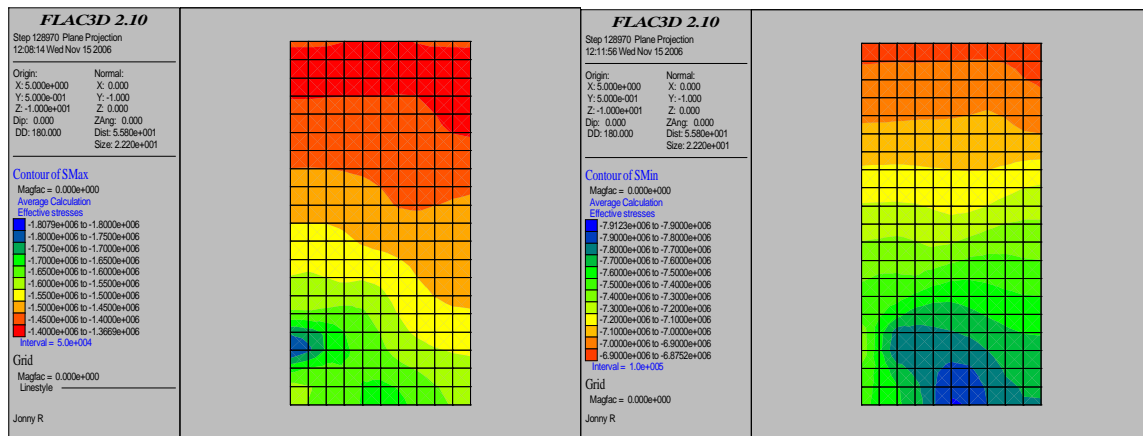 FLAC3D 2.10
Step 128970 Plane Projection
12:08:14 Wed Nov 15 2006
Origin: Normal:
X: 5.000e+000 X: 0.000
Y: 5.000e-001 Y: -1.000
Z: -1.000e+001 Z: 0.000
Dip: 0.000 ZAng: 0.000
DD: 180.000 Dist: 5.580e+001
Size: 2.220e+001
Contour of SMax
Magfac = 0.000e+000
Average Calculation
Effective stresses
-1.8079e+006 to -1.8000e+006
-1.8000e+006 to -1.7500e+006
-1.7500e+006 to -1.7000e+006
-1.7000e+006 to -1.6500e+006
-1.6500e+006 to -1.6000e+006
-1.6000e+006 to -1.5500e+006
-1.5500e+006 to -1.5000e+006
-1.5000e+006 to -1.4500e+006
-1.4500e+006 to -1.4000e+006
-1.4000e+006 to -1.3669e+006
Interval = 5.0e+004
Grid
Magfac = 0.000e+000
Linestyle
Jonny R
FLAC3D 2.10
Step 128970 Plane Projection
12:11:56 Wed Nov 15 2006
Origin: Normal:
X: 5.000e+000 X: 0.000
Y: 5.000e-001 Y: -1.000
Z: -1.000e+001 Z: 0.000
Dip: 0.000 ZAng: 0.000
DD: 180.000 Dist: 5.580e+001
Size: 2.220e+001
Contour of SMin
Magfac = 0.000e+000
Average Calculation
Effective stresses
-7.9123e+006 to -7.9000e+006
-7.9000e+006 to -7.8000e+006
-7.8000e+006 to -7.7000e+006
-7.7000e+006 to -7.6000e+006
-7.6000e+006 to -7.5000e+006
-7.5000e+006 to -7.4000e+006
-7.4000e+006 to -7.3000e+006
-7.3000e+006 to -7.2000e+006
-7.2000e+006 to -7.1000e+006
-7.1000e+006 to -7.0000e+006
-7.0000e+006 to -6.9000e+006
-6.9000e+006 to -6.8752e+006
Interval = 1.0e+005
Grid
Magfac = 0.000e+000
Jonny R